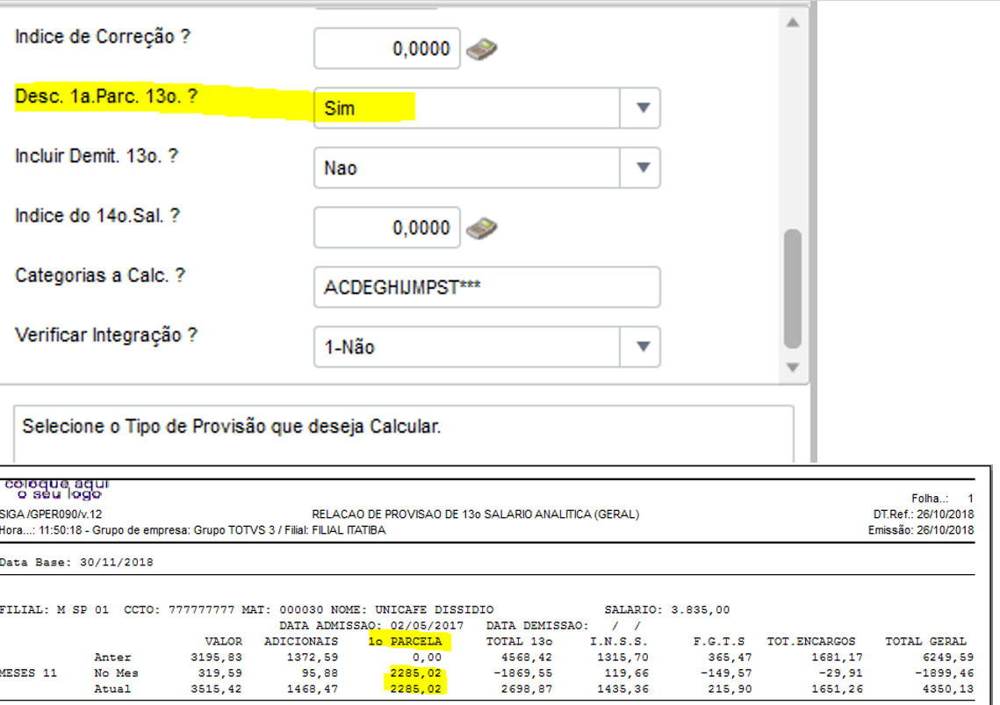 Indice de Correção ?
0,0000
Desc. 1a.Parc. 13o. ?
Sim
Incluir Demit. 13o. ?
Nao
Indice do 14o.Sal. ?
0,0000
Categorias a Calc. ?
ACDEGHIJMPST***
Verificar Integração ?
1-Não
Selecione o Tipo de Provisão que deseja Calcular.
coloque aqui
o seu logo
Folha..: 1
SIGA /GPER090/v.12 RELACAO DE PROVISAO DE 13o SALARIO ANALITICA (GERAL) DT.Ref.: 26/10/2018
Hora...: 11:50:18 - Grupo de empresa: Grupo TOTVS 3 / Filial: FILIAL ITATIBA Emissão: 26/10/2018
Data Base: 30/11/2018
FILIAL: M SP 01 CCTO: 777777777 MAT: 000030 NOME: UNICAFE DISSIDIO SALARIO: 3.835,00
DATA ADMISSAO: 02/05/2017 DATA DEMISSAO: / /
VALOR ADICIONAIS 1o PARCELA TOTAL 13o I.N.S.S. F.G.T.S TOT.ENCARGOS TOTAL GERAL
Anter 3195,83 1372,59 0,00 4568,42 1315,70 365,47 1681,17 6249,59
MESES 11 No Mes 319,59 95,88 2285,02 -1869,55 119,66 -149,57 -29,91 -1899,46
Atual 3515,42 1468,47 2285,02 2698,87 1435,36 215,90 1651,26 4350,13